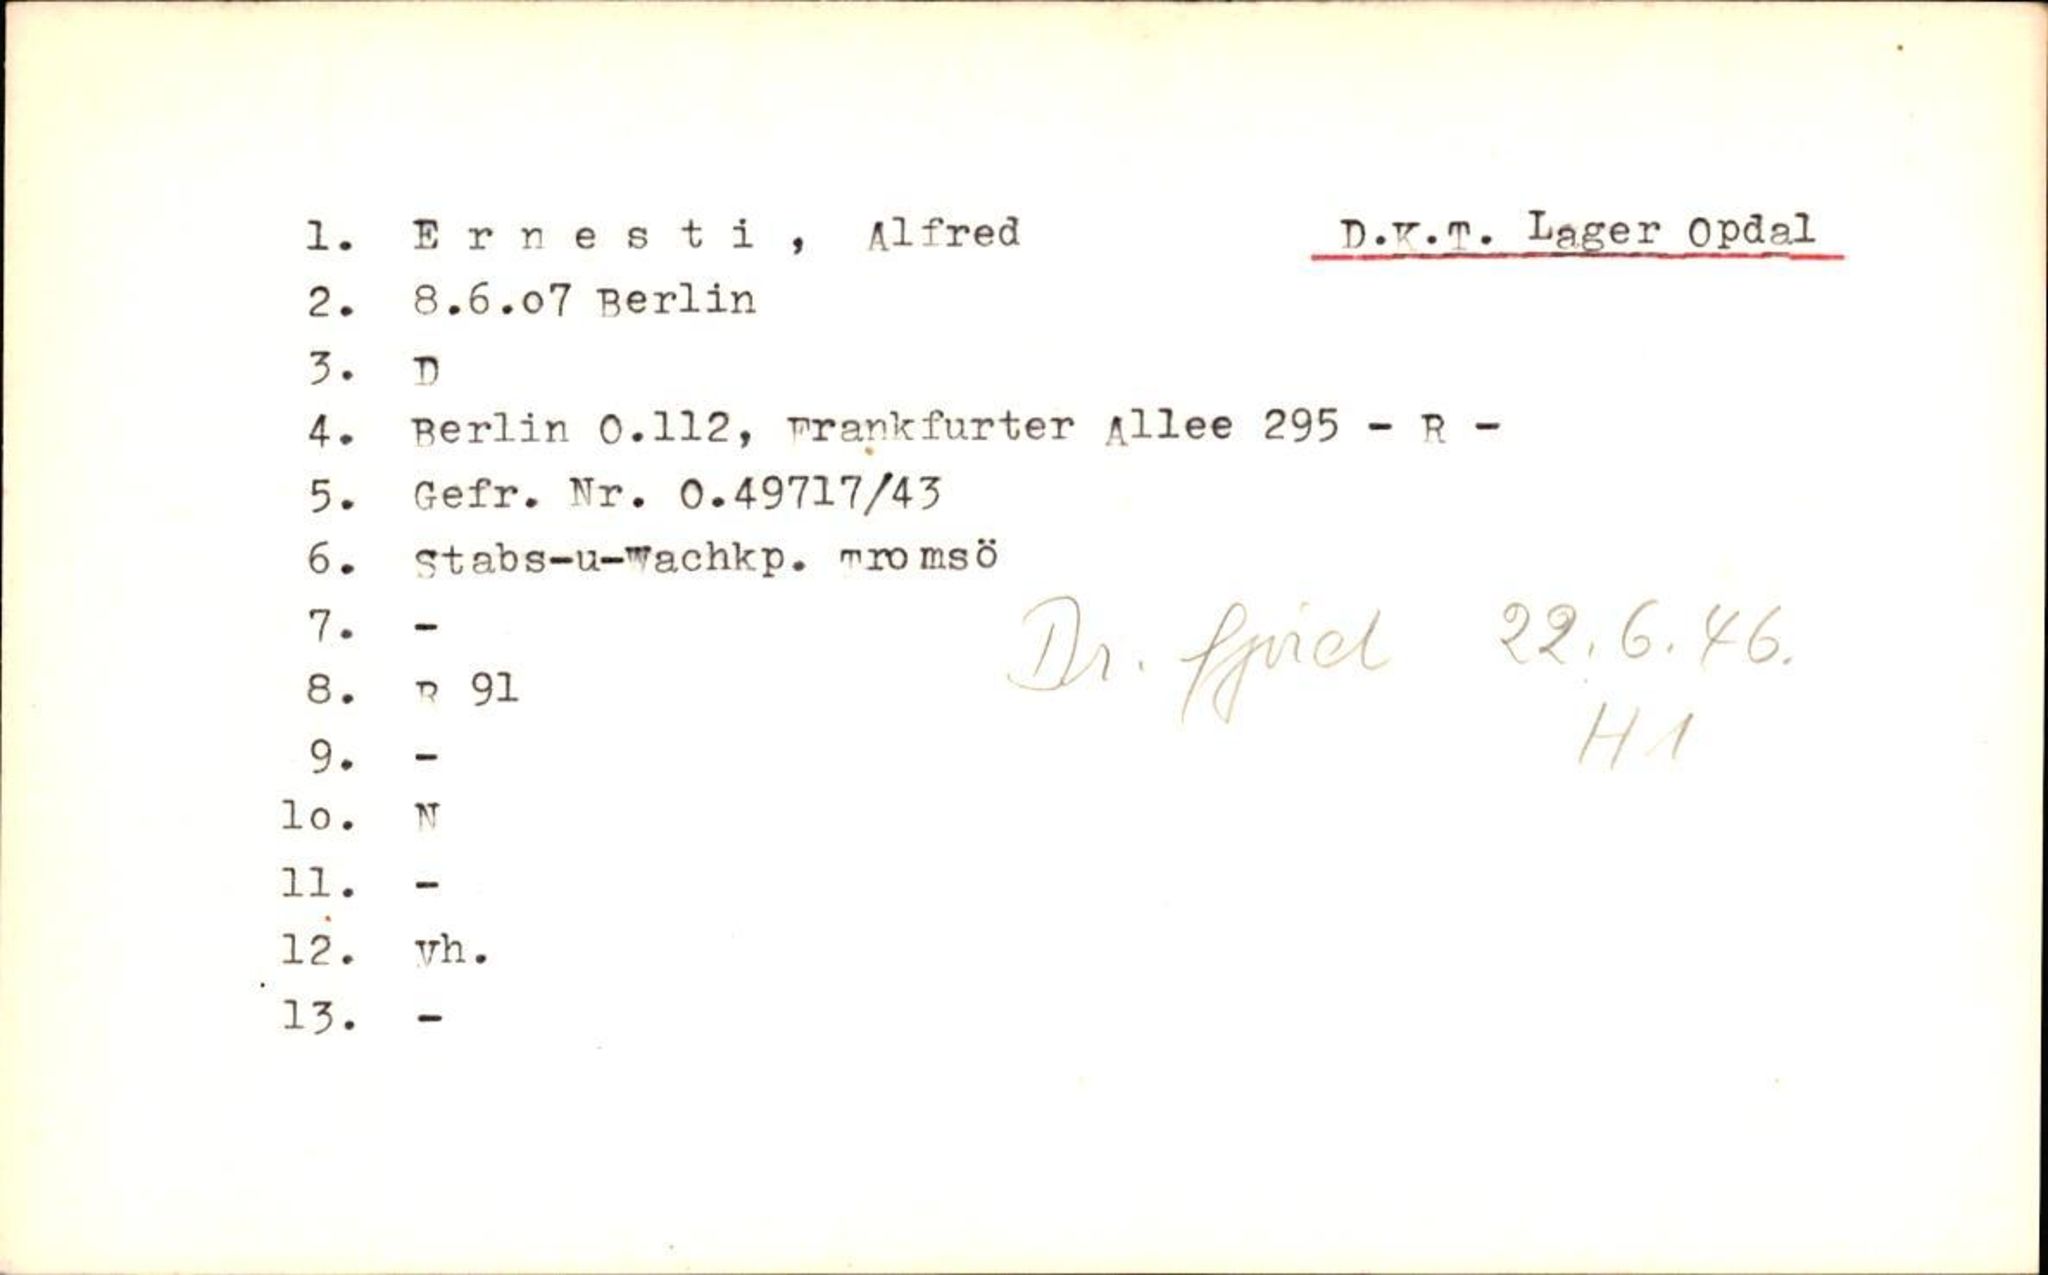 1. E r n e s t i , Alfred D.K.T. Lager Opdal
2. 8.6.o7 Berlin
3. D
4. Berlin O.112, Frankfurter Allee 295 - R -
5. Gefr. Nr. O.49717/43
6. Stabs-u-Wachkp. Tromsö
7. -
8. R 91
Dr. 22.6.46.
H1
9. -
1o. N
11. -
12. Vh.
13. -